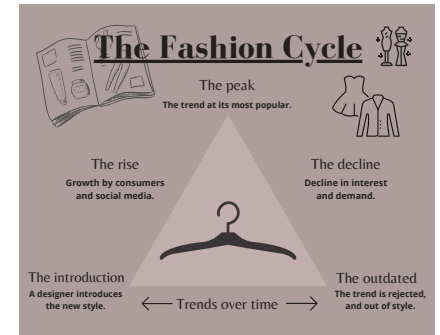 The Fashion Cycle
The peak
The trend at its most popular.
The rise
Growth by consumers
and social media.
The decline
Decline in interest
and demand.
The introduction
A designer introduces
the new style.
Trends over time
The outdated
The trend is rejected,
and out of style.